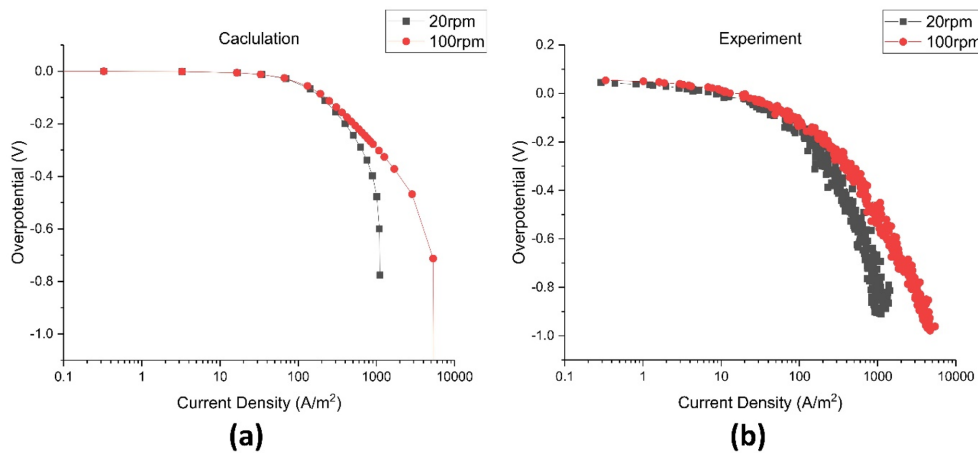 Caclulation
20rpm
100rpm
0.0
-0.2
-0.4
-0.6
-0.8
-1.0
Overpotential (V)
0.1
1
10
100
1000
10000
Current Density (A/m²)
(a)
Experiment
20rpm
100rpm
0.2
0.0
-0.2
-0.4
-0.6
-0.8
-1.0
Overpotential (V)
0.1
1
10
100
1000
10000
Current Density (A/m²)
(b)